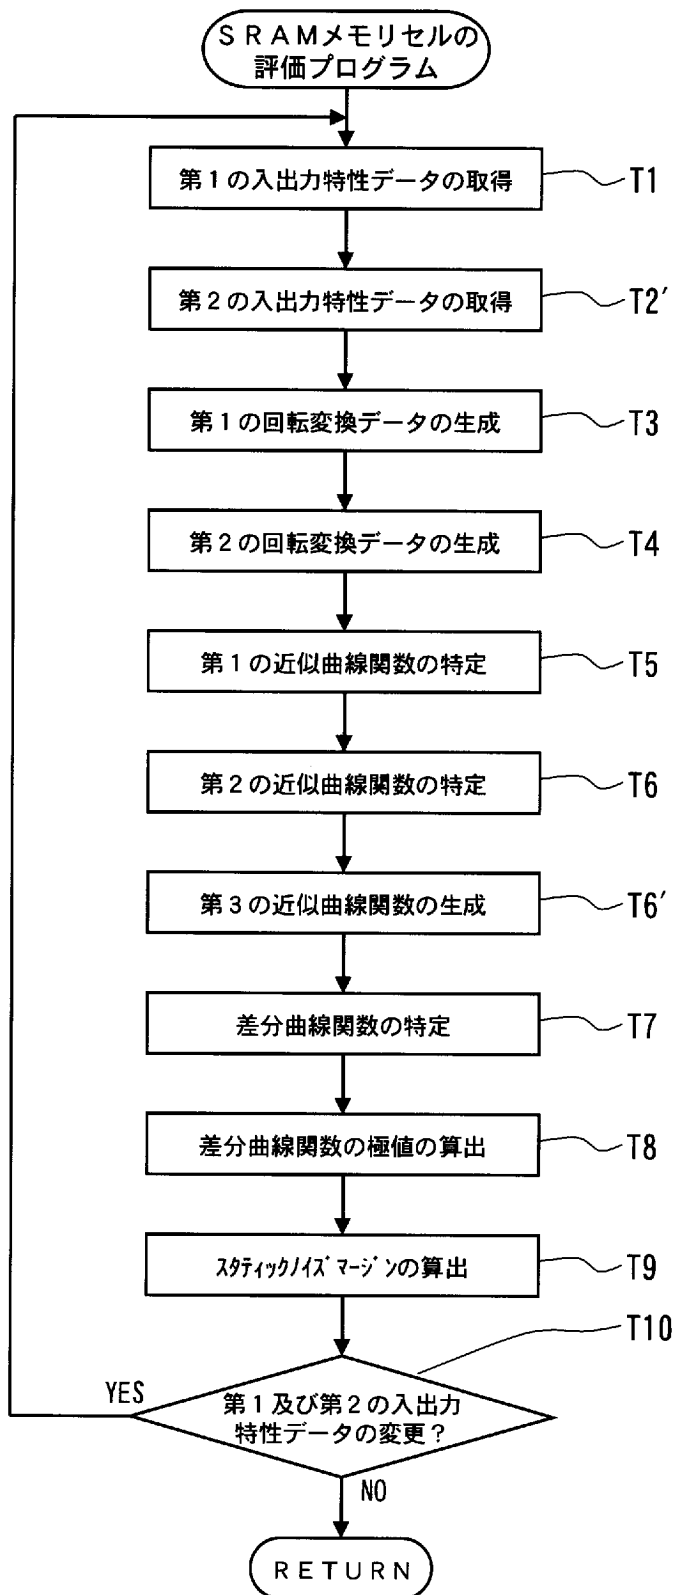 ＳＲＡＭメモリセルの
評価プログラム
第１の入出力特性データの取得
T1
第２の入出力特性データの取得
T2′
第１の回転変換データの生成
T3
第２の回転変換データの生成
T4
第１の近似曲線関数の特定
T5
第２の近似曲線関数の特定
T6
第３の近似曲線関数の生成
T6′
差分曲線関数の特定
T7
差分曲線関数の極値の算出
T8
ｽﾀﾃｨｯｸﾉｲｽﾞﾏｰｼﾞﾝの算出
T9
T10
YES
第１及び第２の入出力
特性データの変更？
NO
ＲＥＴＵＲＮ